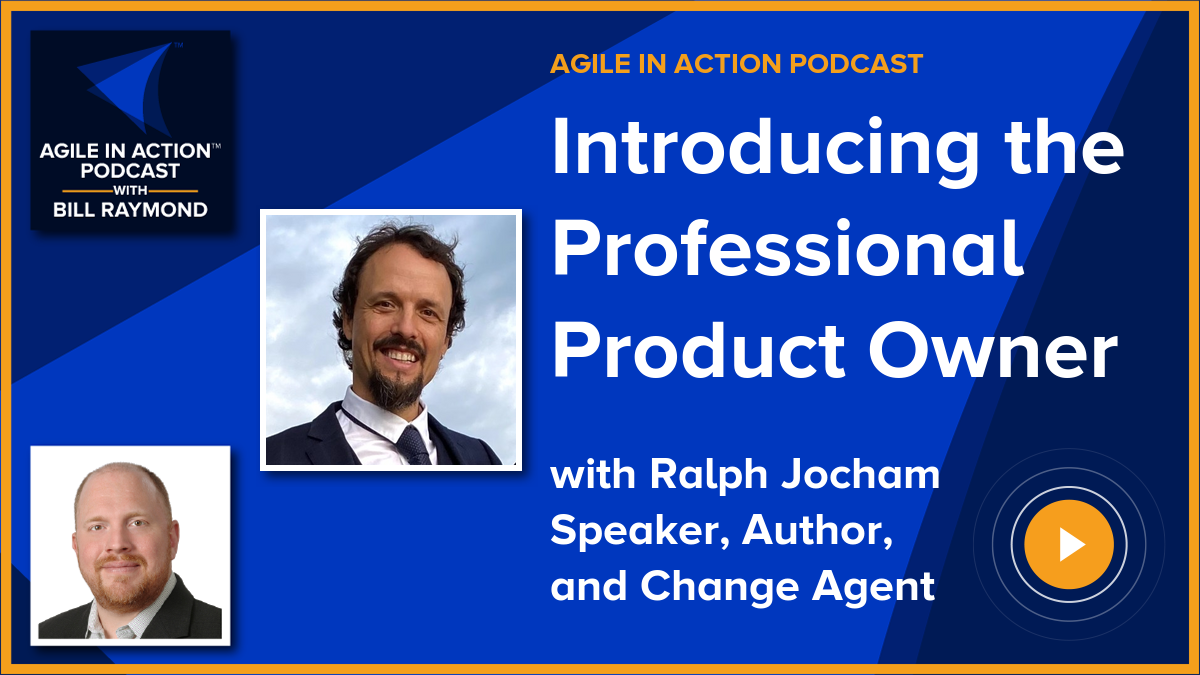 TM
AGILE IN ACTION™
PODCAST
WITH
BILL RAYMOND
AGILE IN ACTION PODCAST
Introducing the
Professional
Product Owner
with Ralph Jocham
Speaker, Author,
and Change Agent